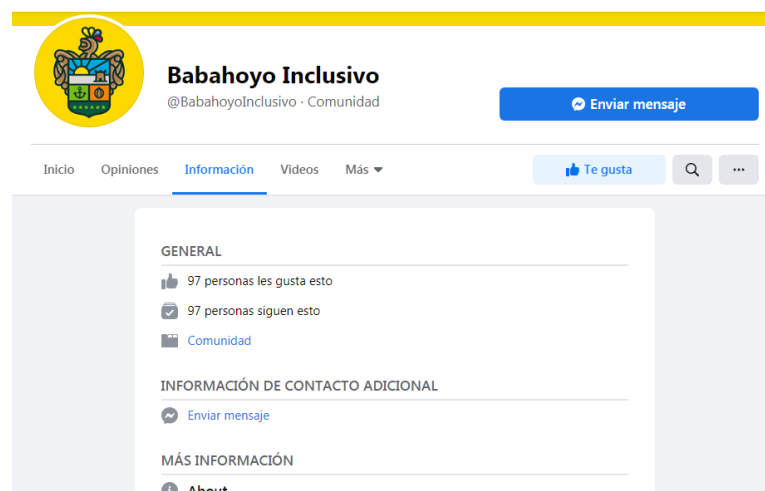 Babahoyo Inclusivo
@BabahoyoInclusivo · Comunidad
Enviar mensaje
Inicio Opiniones Información Videos Más
Te gusta
GENERAL
97 personas les gusta esto
97 personas siguen esto
Comunidad
INFORMACIÓN DE CONTACTO ADICIONAL
Enviar mensaje
MÁS INFORMACIÓN
About